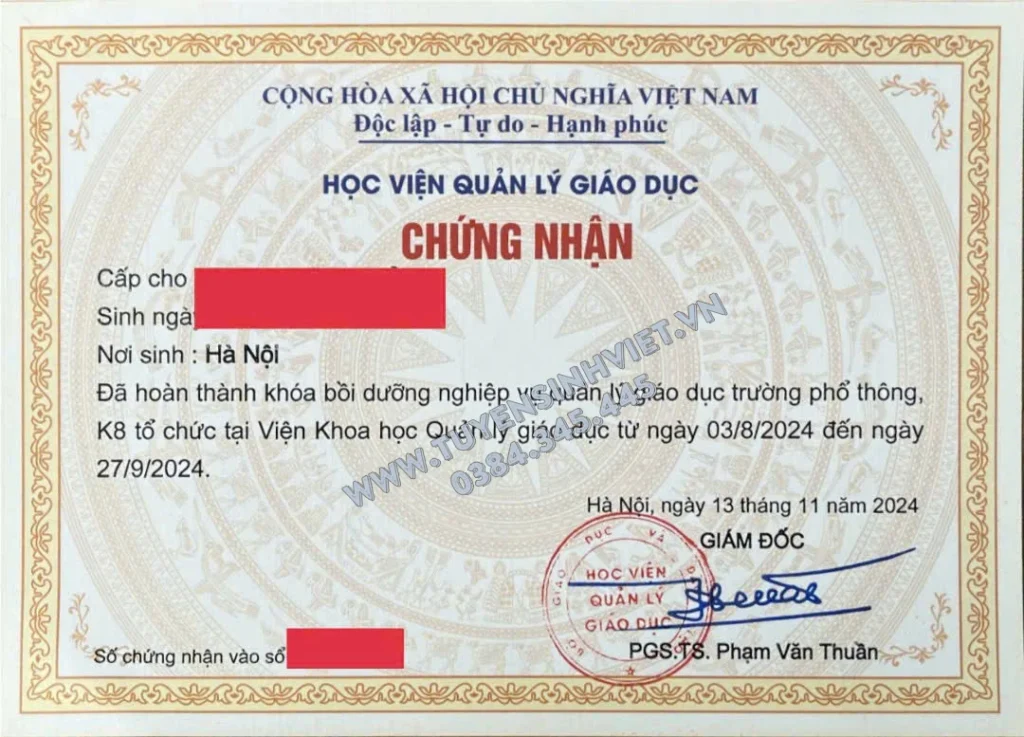 CỘNG HÒA XÃ HỘI CHỦ NGHĨA VIỆT NAM
Độc lập - Tự do - Hạnh phúc
HỌC VIỆN QUẢN LÝ GIÁO DỤC
CHỨNG NHẬN
Cấp cho
Sinh ngày
Nơi sinh : Hà Nội
Đã hoàn thành khóa bồi dưỡng nghiệp vụ quản lý giáo dục trường phổ thông,
K8 tổ chức tại Viện Khoa học Quản lý giáo dục từ ngày 03/8/2024 đến ngày
27/9/2024.
WWW.TUYENSINHVIET.VN
0384.345.445
Hà Nội, ngày 13 tháng 11 năm 2024
GIÁM ĐỐC
BỘ GIÁO DỤC VÀ
HỌC VIỆN
QUẢN LÝ
GIÁO DỤC
PGS.TS. Phạm Văn Thuần
Số chứng nhận vào sổ